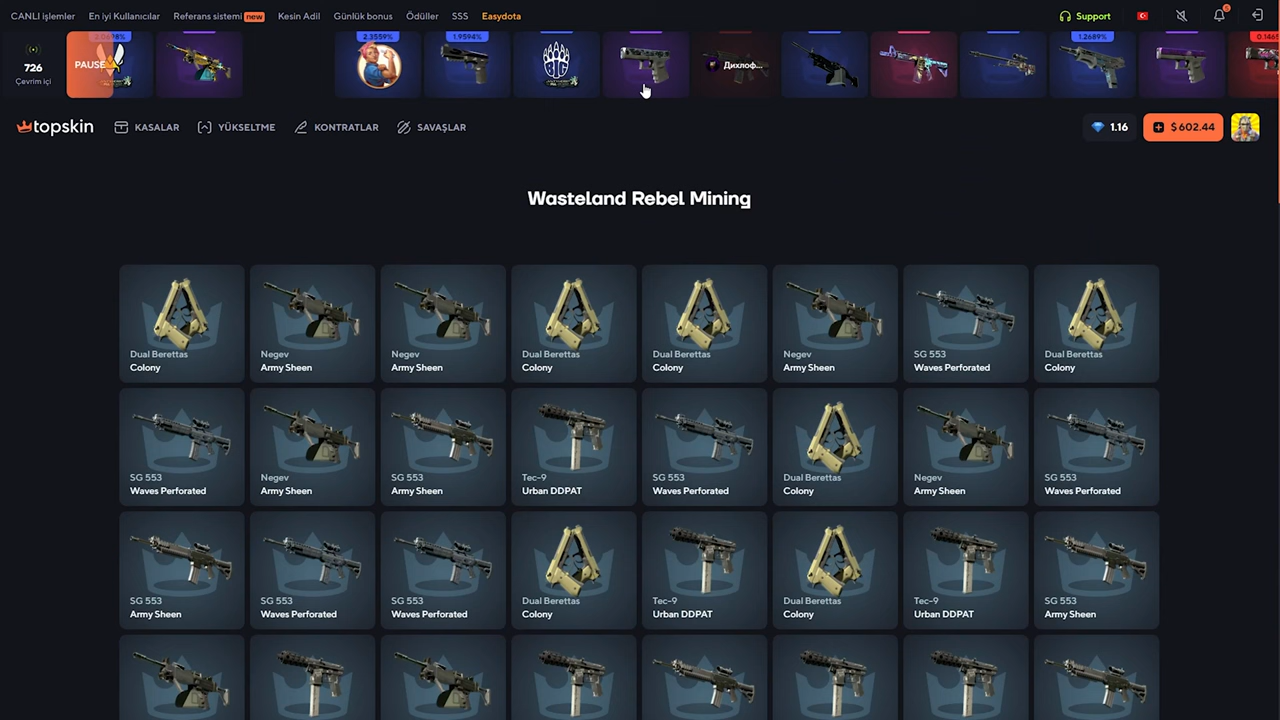 CANLI işlemler En iyi Kullanıcılar Referans sistemi new Kesin Adil Günlük bonus Ödüller SSS Easydota Support 6
2.0698% 2.3559% 1.9594% 1.2689%
726 PAUSE Дихлоф...
Çevrim içi
topskin KASALAR YÜKSELTME KONTRATLAR SAVAŞLAR 1.16 $ 602.44
Wasteland Rebel Mining
Dual Berettas Negev Negev Dual Berettas Dual Berettas Negev SG 553 Dual Berettas
Colony Army Sheen Army Sheen Colony Colony Army Sheen Waves Perforated Colony
SG 553 Negev SG 553 Tec-9 SG 553 Dual Berettas Negev SG 553
Waves Perforated Army Sheen Army Sheen Urban DDPAT Waves Perforated Colony Army Sheen Waves Perforated
SG 553 SG 553 SG 553 Dual Berettas Tec-9 Dual Berettas Tec-9 SG 553
Army Sheen Waves Perforated Waves Perforated Colony Urban DDPAT Colony Urban DDPAT Army Sheen